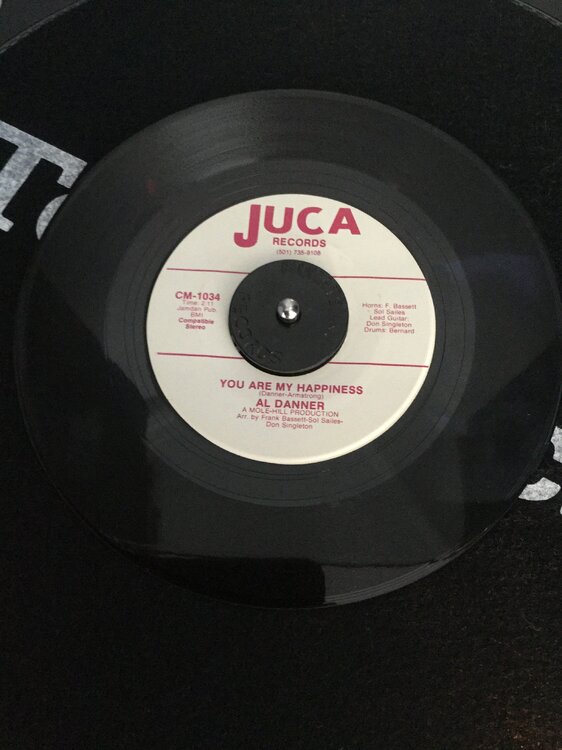 JUCA
RECORDS
(501) 735-9108
CM-1034
Time: 2:11
Jamdan Pub.
BMI
Compatible
Stereo
Horns: F. Bassett
Sol Sailes
Lead Guitar:
Don Singleton
Drums: Bernard
YOU ARE MY HAPPINESS
(Danner-Armstrong)
AL DANNER
A MOLE-HILL PRODUCTION
Arr. by Frank Bassett-Sol Sailes-
Don Singleton